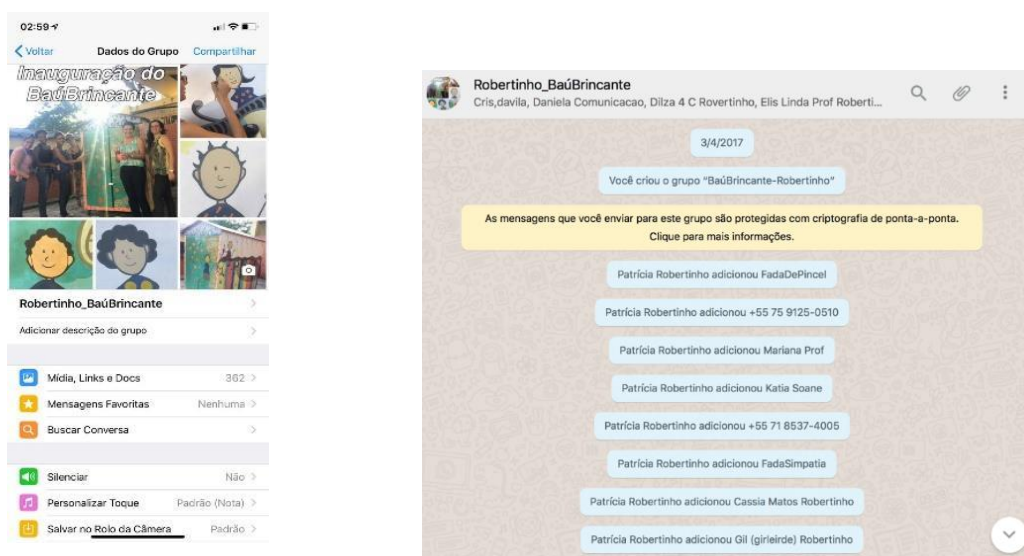 02:59
Voltar Dados do Grupo Compartilhar
Inauguração do
BaúBrincante
Robertinho_BaúBrincante
Adicionar descrição do grupo
Mídia, Links e Docs 362
Mensagens Favoritas Nenhuma
Buscar Conversa
Silenciar Não
Personalizar Toque Padrão (Nota)
Salvar no Rolo da Câmera Padrão
Robertinho_BaúBrincante
Cris,davila, Daniela Comunicacao, Dilza 4 C Rovertinho, Elis Linda Prof Roberti...
3/4/2017
Você criou o grupo “BaúBrincante-Robertinho”
As mensagens que você enviar para este grupo são protegidas com criptografia de ponta-a-ponta.
Clique para mais informações.
Patrícia Robertinho adicionou FadaDePincel
Patrícia Robertinho adicionou +55 75 9125-0510
Patrícia Robertinho adicionou Mariana Prof
Patrícia Robertinho adicionou Katia Soane
Patrícia Robertinho adicionou +55 71 8537-4005
Patrícia Robertinho adicionou FadaSimpatia
Patrícia Robertinho adicionou Cassia Matos Robertinho
Patrícia Robertinho adicionou Gil (girleirde) Robertinho